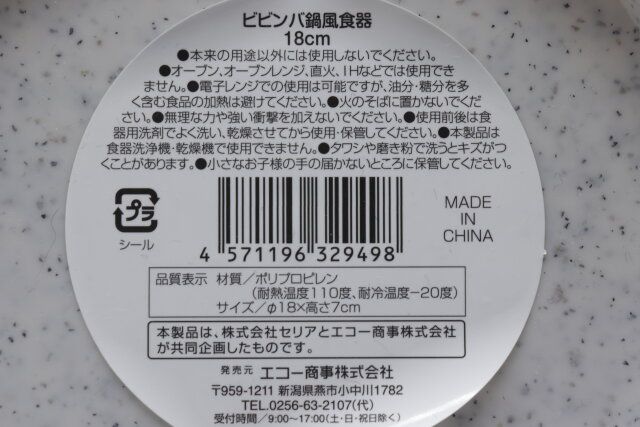 ビビンバ鍋風食器
18cm
●本来の用途以外には使用しないでください。
●オーブン、オーブンレンジ、直火、IHなどでは使用でき
ません。●電子レンジでの使用は可能ですが、油分・糖分を多
く含む食品の加熱は避けてください。●火のそばに置かないでくだ
さい。●無理な力や強い衝撃を加えないでください。●使用前後は食
器用洗剤でよく洗い、乾燥させてから使用・保管してください。●本製品は
食器洗浄機・乾燥機で使用できません。●タワシや磨き粉で洗うとキズがつ
くことがあります。●小さなお子様の手の届かないところに保管してください。
プラ
シール
4 571196 329498
MADE
IN
CHINA
品質表示 材質／ポリプロピレン
（耐熱温度110度、耐冷温度−20度）
サイズ／φ18×高さ7cm
本製品は、株式会社セリアとエコー商事株式会社
が共同企画したものです。
発売元 エコー商事株式会社
〒959-1211 新潟県燕市小中川1782
TEL.0256-63-2107(代)
受付時間／9:00〜17:00(土・日・祝日除く)